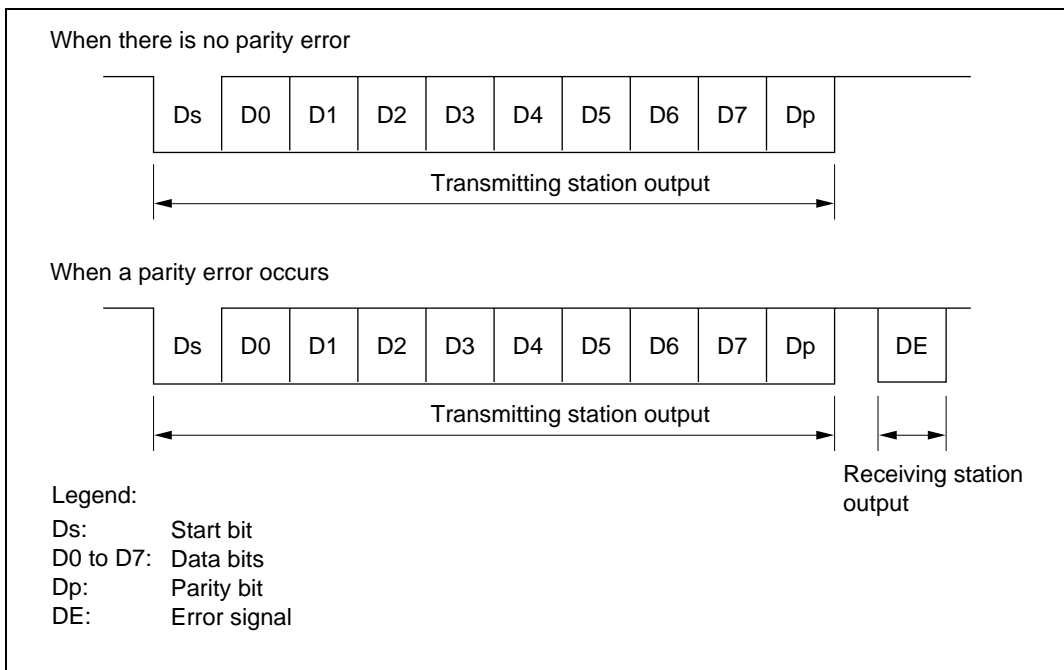 When there is no parity error
Ds D0 D1 D2 D3 D4 D5 D6 D7 Dp
Transmitting station output
When a parity error occurs
Ds D0 D1 D2 D3 D4 D5 D6 D7 Dp DE
Transmitting station output
Receiving station
output
Legend:
Ds: Start bit
D0 to D7: Data bits
Dp: Parity bit
DE: Error signal